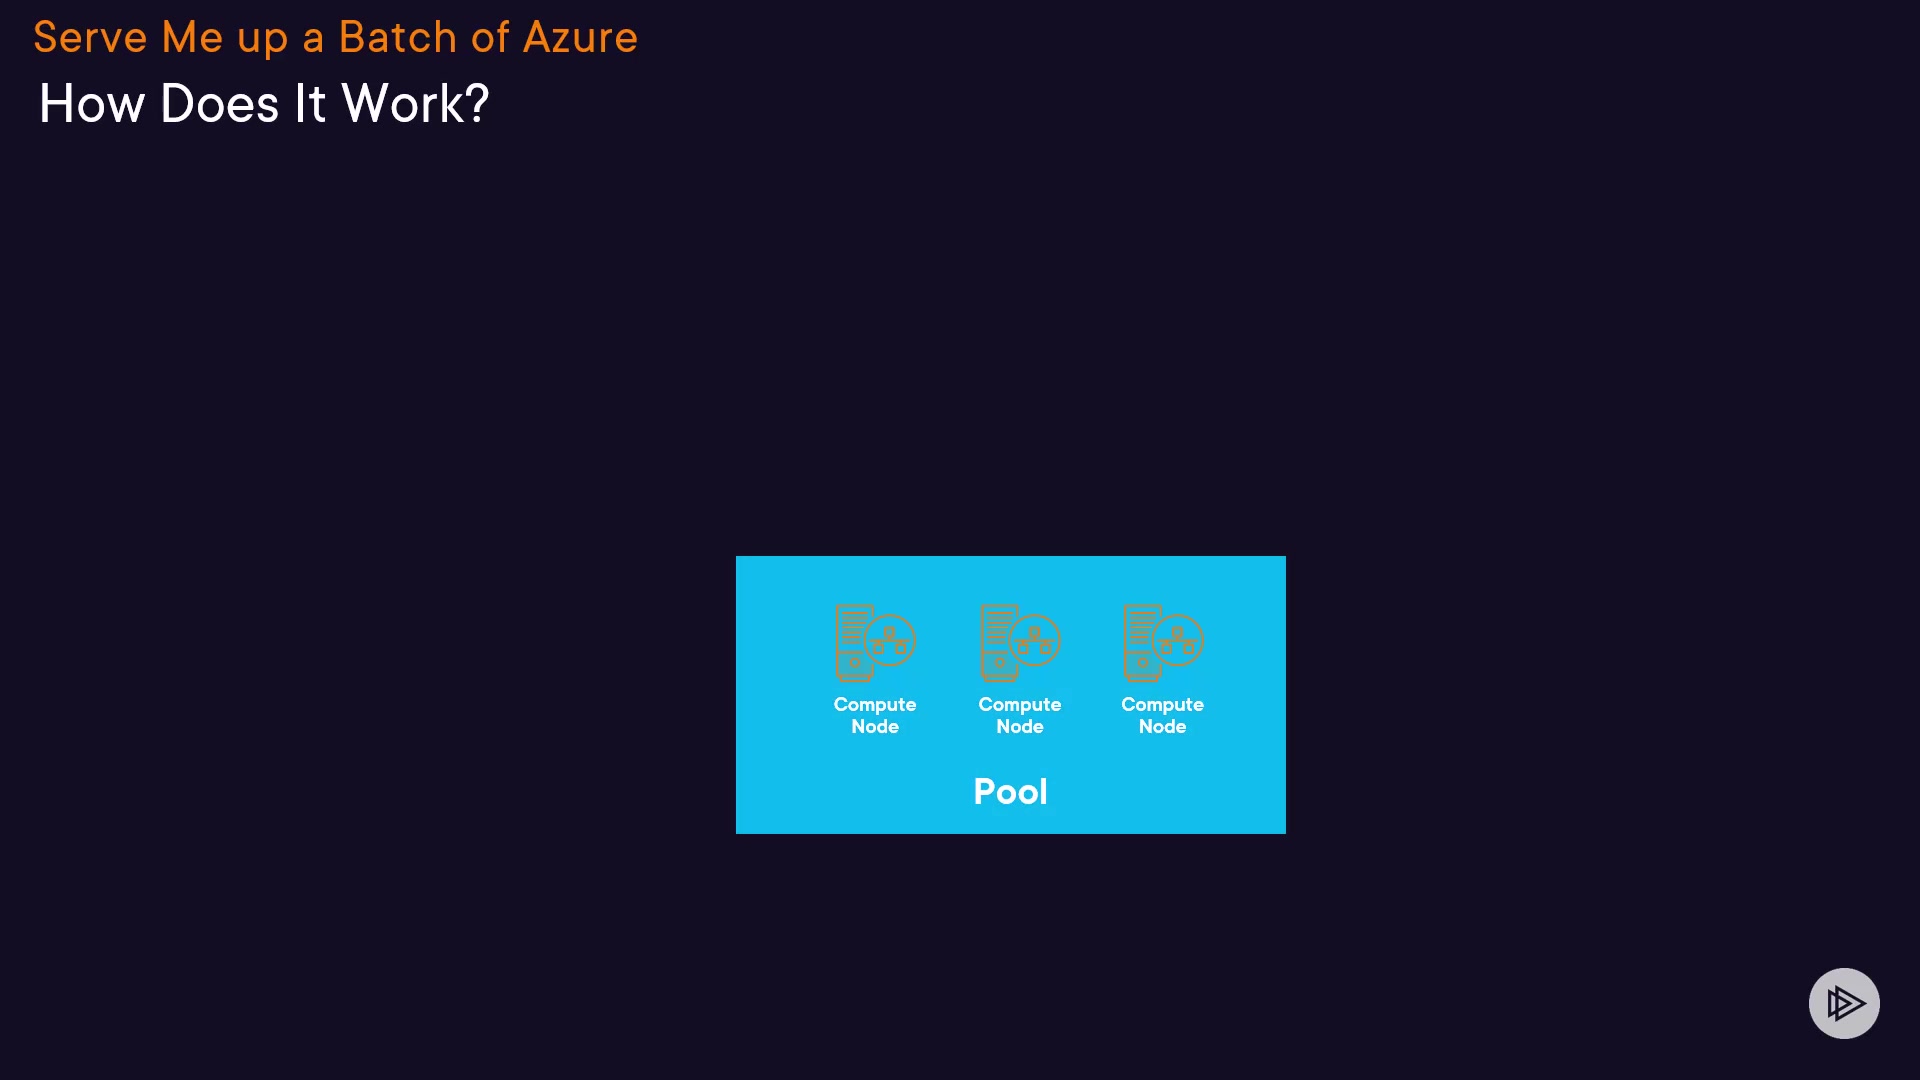 Serve Me up a Batch of Azure
How Does It Work?
Compute
Node
Compute
Node
Compute
Node
Pool